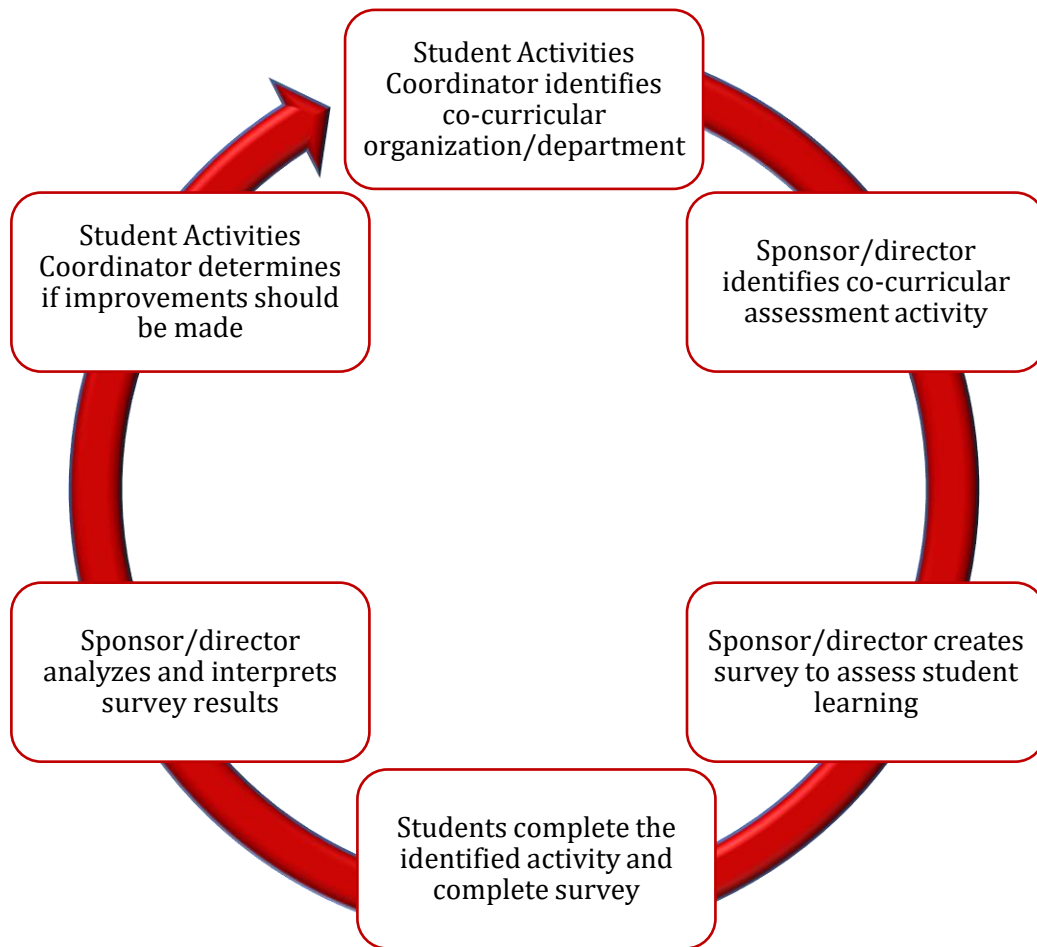 Student Activities
Coordinator identifies
co-curricular
organization/department
Sponsor/director
identifies co-curricular
assessment activity
Sponsor/director creates
survey to assess student
learning
Students complete the
identified activity and
complete survey
Sponsor/director
analyzes and interprets
survey results
Student Activities
Coordinator determines
if improvements should
be made